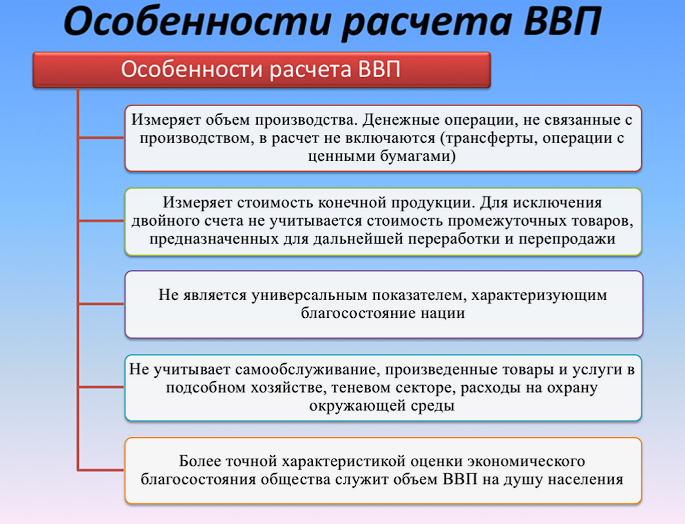 Особенности расчета ВВП
Особенности расчета ВВП
Измеряет объем производства. Денежные операции, не связанные с
производством, в расчет не включаются (трансферты, операции с
ценными бумагами)
Измеряет стоимость конечной продукции. Для исключения
двойного счета не учитывается стоимость промежуточных товаров,
предназначенных для дальнейшей переработки и перепродажи
Не является универсальным показателем, характеризующим
благосостояние нации
Не учитывает самообслуживание, произведенные товары и услуги в
подсобном хозяйстве, теневом секторе, расходы на охрану
окружающей среды
Более точной характеристикой оценки экономического
благосостояния общества служит объем ВВП на душу населения